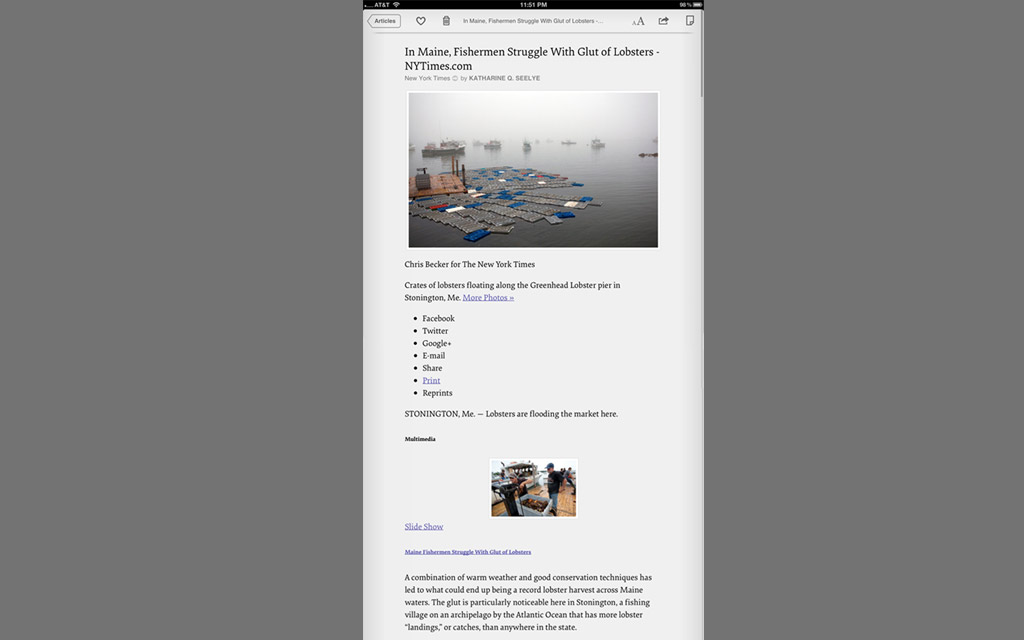 AT&T 11:51 PM 98%
Articles In Maine, Fishermen Struggle With Glut of Lobsters -... AA
In Maine, Fishermen Struggle With Glut of Lobsters -
NYTimes.com
New York Times by KATHARINE Q. SEELYE
Chris Becker for The New York Times
Crates of lobsters floating along the Greenhead Lobster pier in
Stonington, Me. More Photos »
• Facebook
• Twitter
• Google+
• E-mail
• Share
• Print
• Reprints
STONINGTON, Me. — Lobsters are flooding the market here.
Multimedia
Slide Show
Maine Fishermen Struggle With Glut of Lobsters
A combination of warm weather and good conservation techniques has
led to what could end up being a record lobster harvest across Maine
waters. The glut is particularly noticeable here in Stonington, a fishing
village on an archipelago by the Atlantic Ocean that has more lobster
“landings,” or catches, than anywhere in the state.